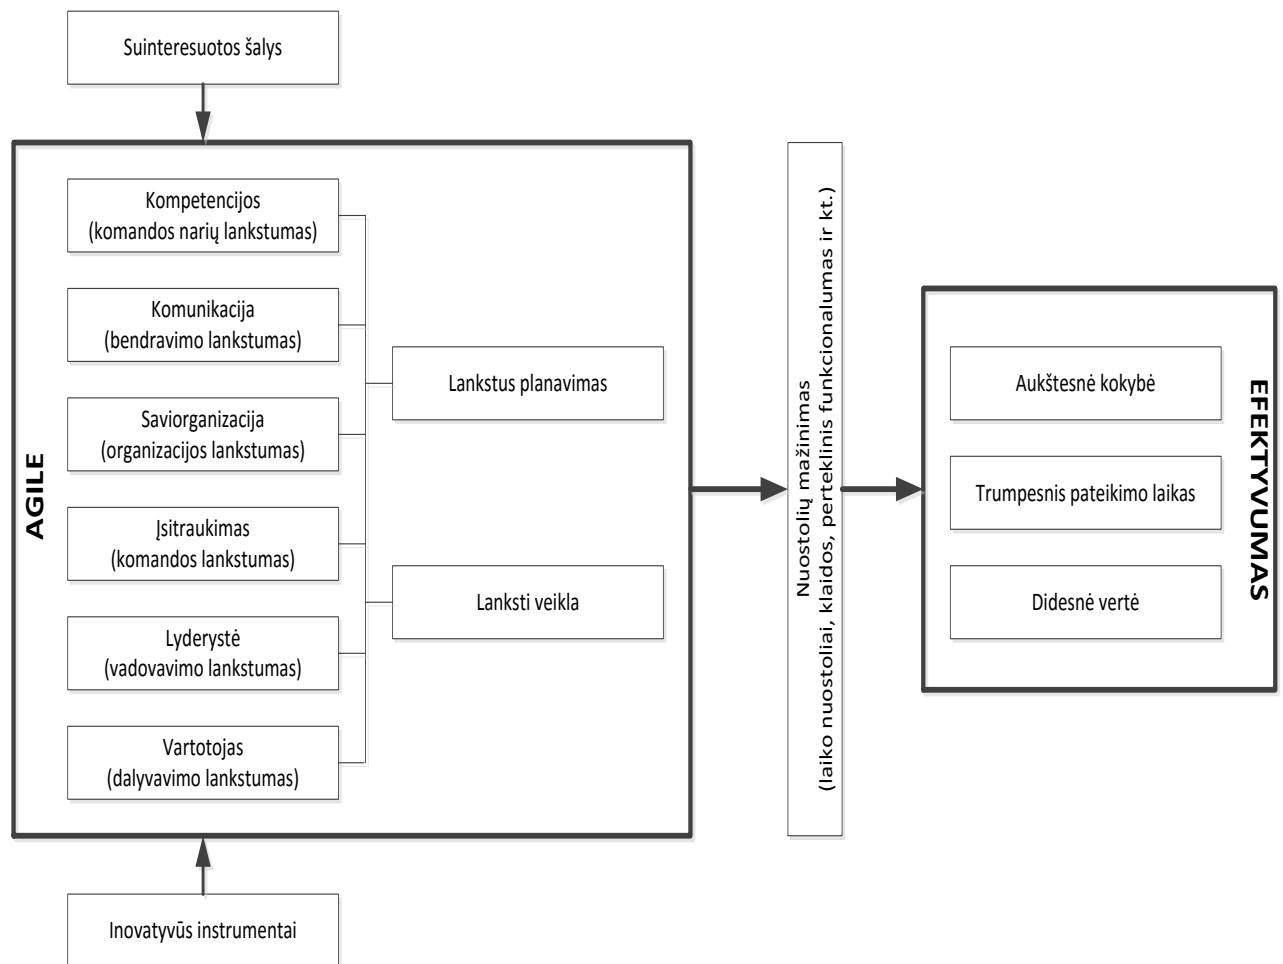 Suinteresuotos šalys
AGILE
Kompetencijos
(komandos narių lankstumas)
Komunikacija
(bendravimo lankstumas)
Saviorganizacija
(organizacijos lankstumas)
Įsitraukimas
(komandos lankstumas)
Lyderystė
(vadovavimo lankstumas)
Vartotojas
(dalyvavimo lankstumas)
Lankstus planavimas
Lanksti veikla
Inovatyvūs instrumentai
Nuostolių mažinimas
(laiko nuostoliai, klaidos, perteklinis funkcionalumas ir kt.)
Aukštesnė kokybė
Trumpesnis pateikimo laikas
Didesnė vertė
EFEKTYVUMAS